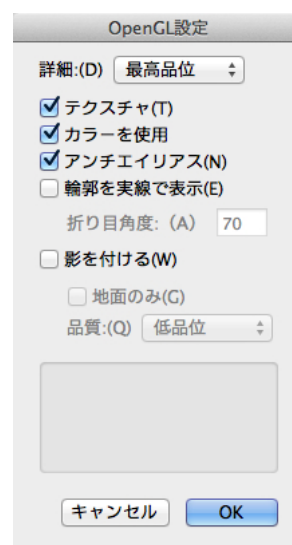 OpenGL設定
詳細:(D) 最高品位
テクスチャ(T)
カラーを使用
アンチエイリアス(N)
輪郭を実線で表示(E)
折り目角度:（A） 70
影を付ける(W)
地面のみ(G)
品質:(Q) 低品位
キャンセル OK